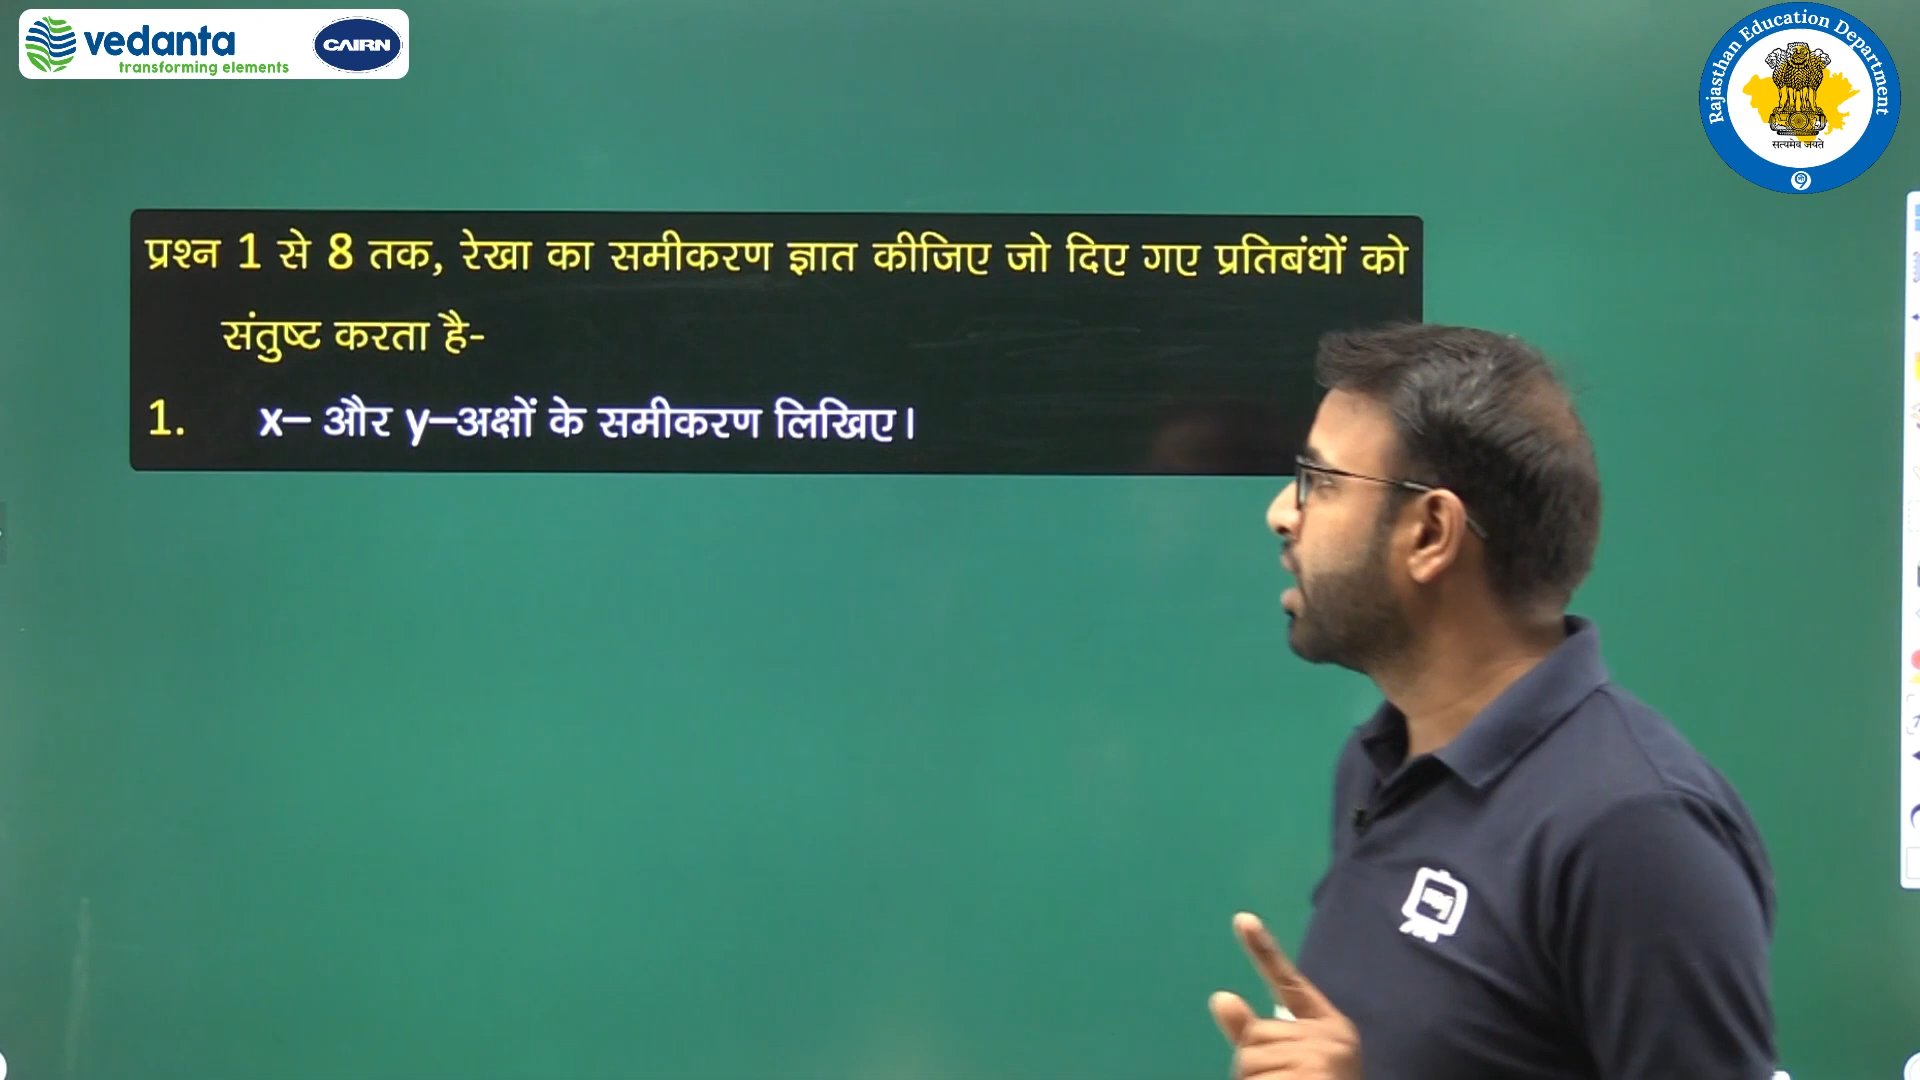 vedanta
transforming elements
CAIRN
Rajasthan Education Department
सत्यमेव जयते
प्रश्न 1 से 8 तक, रेखा का समीकरण ज्ञात कीजिए जो दिए गए प्रतिबंधों को
संतुष्ट करता है-
1. x– और y–अक्षों के समीकरण लिखिए।